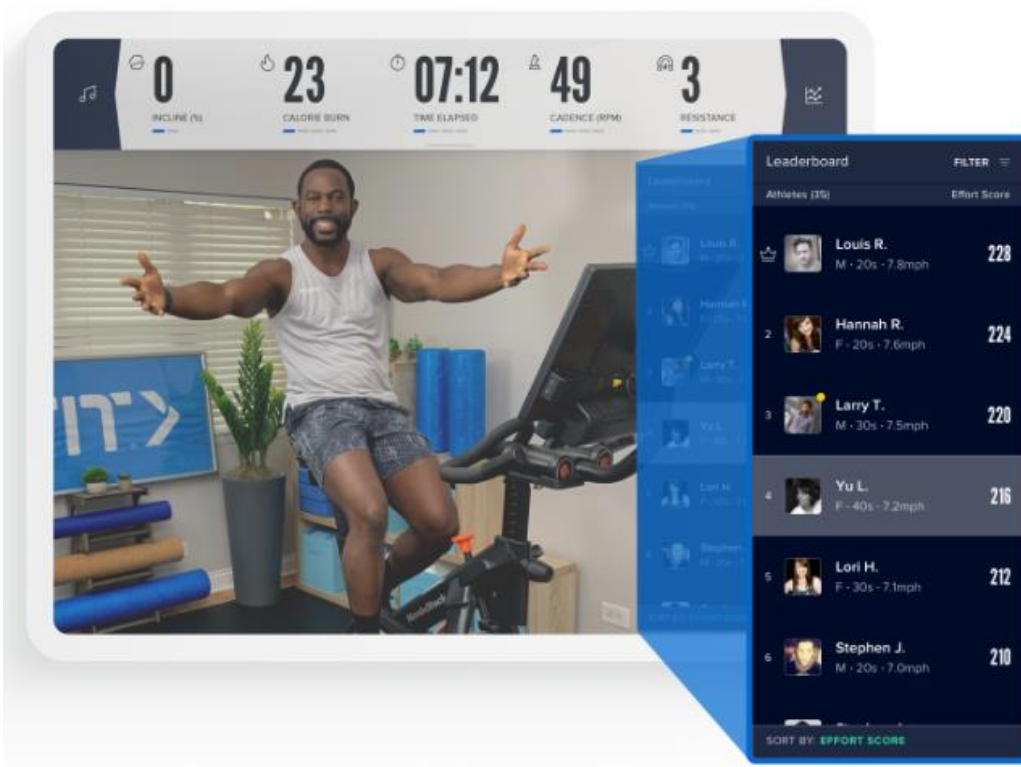 0
INCLINE (%)
23
CALORIE BURN
07:12
TIME ELAPSED
49
CADENCE (RPM)
3
RESISTANCE
FIT
NordicTrack
Leaderboard FILTER
Athletes (35) Effort Score
Louis R.
M · 20s · 7.8mph
228
2
Hannah R.
F · 20s · 7.6mph
224
3
Larry T.
M · 30s · 7.5mph
220
4
Yu L.
F · 40s · 7.2mph
216
5
Lori H.
F · 30s · 7.1mph
212
6
Stephen J.
M · 20s · 7.0mph
210
SORT BY: EFFORT SCORE